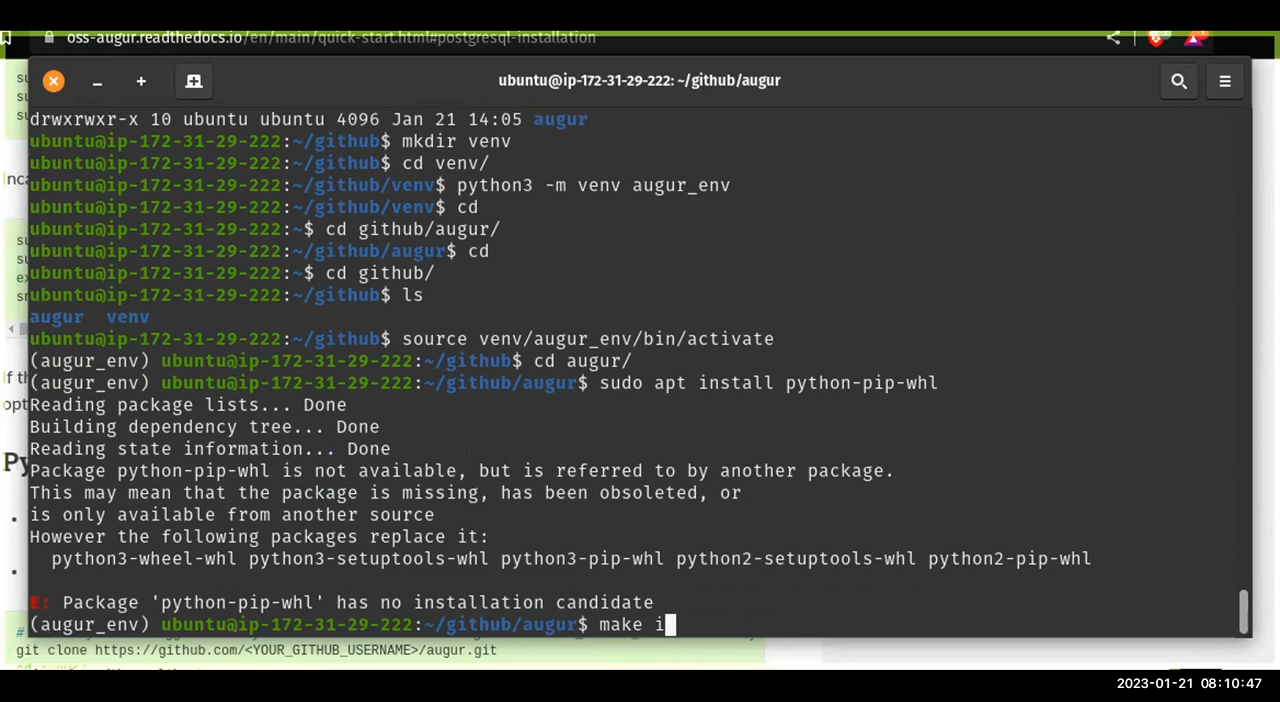 oss-augur.readthedocs.io/en/main/quick-start.html#postgresql-installation
ubuntu@ip-172-31-29-222: ~/github/augur
drwxrwxr-x 10 ubuntu ubuntu 4096 Jan 21 14:05 augur
ubuntu@ip-172-31-29-222:~/github$ mkdir venv
ubuntu@ip-172-31-29-222:~/github$ cd venv/
ubuntu@ip-172-31-29-222:~/github/venv$ python3 -m venv augur_env
ubuntu@ip-172-31-29-222:~/github/venv$ cd
ubuntu@ip-172-31-29-222:~$ cd github/augur/
ubuntu@ip-172-31-29-222:~/github/augur$ cd
ubuntu@ip-172-31-29-222:~$ cd github/
ubuntu@ip-172-31-29-222:~/github$ ls
augur venv
ubuntu@ip-172-31-29-222:~/github$ source venv/augur_env/bin/activate
(augur_env) ubuntu@ip-172-31-29-222:~/github$ cd augur/
(augur_env) ubuntu@ip-172-31-29-222:~/github/augur$ sudo apt install python-pip-whl
Reading package lists... Done
Building dependency tree... Done
Reading state information... Done
Package python-pip-whl is not available, but is referred to by another package.
This may mean that the package is missing, has been obsoleted, or
is only available from another source
However the following packages replace it:
python3-wheel-whl python3-setuptools-whl python3-pip-whl python2-setuptools-whl python2-pip-whl
E: Package 'python-pip-whl' has no installation candidate
(augur_env) ubuntu@ip-172-31-29-222:~/github/augur$ make i
git clone https://github.com/<YOUR_GITHUB_USERNAME>/augur.git
2023-01-21 08:10:47